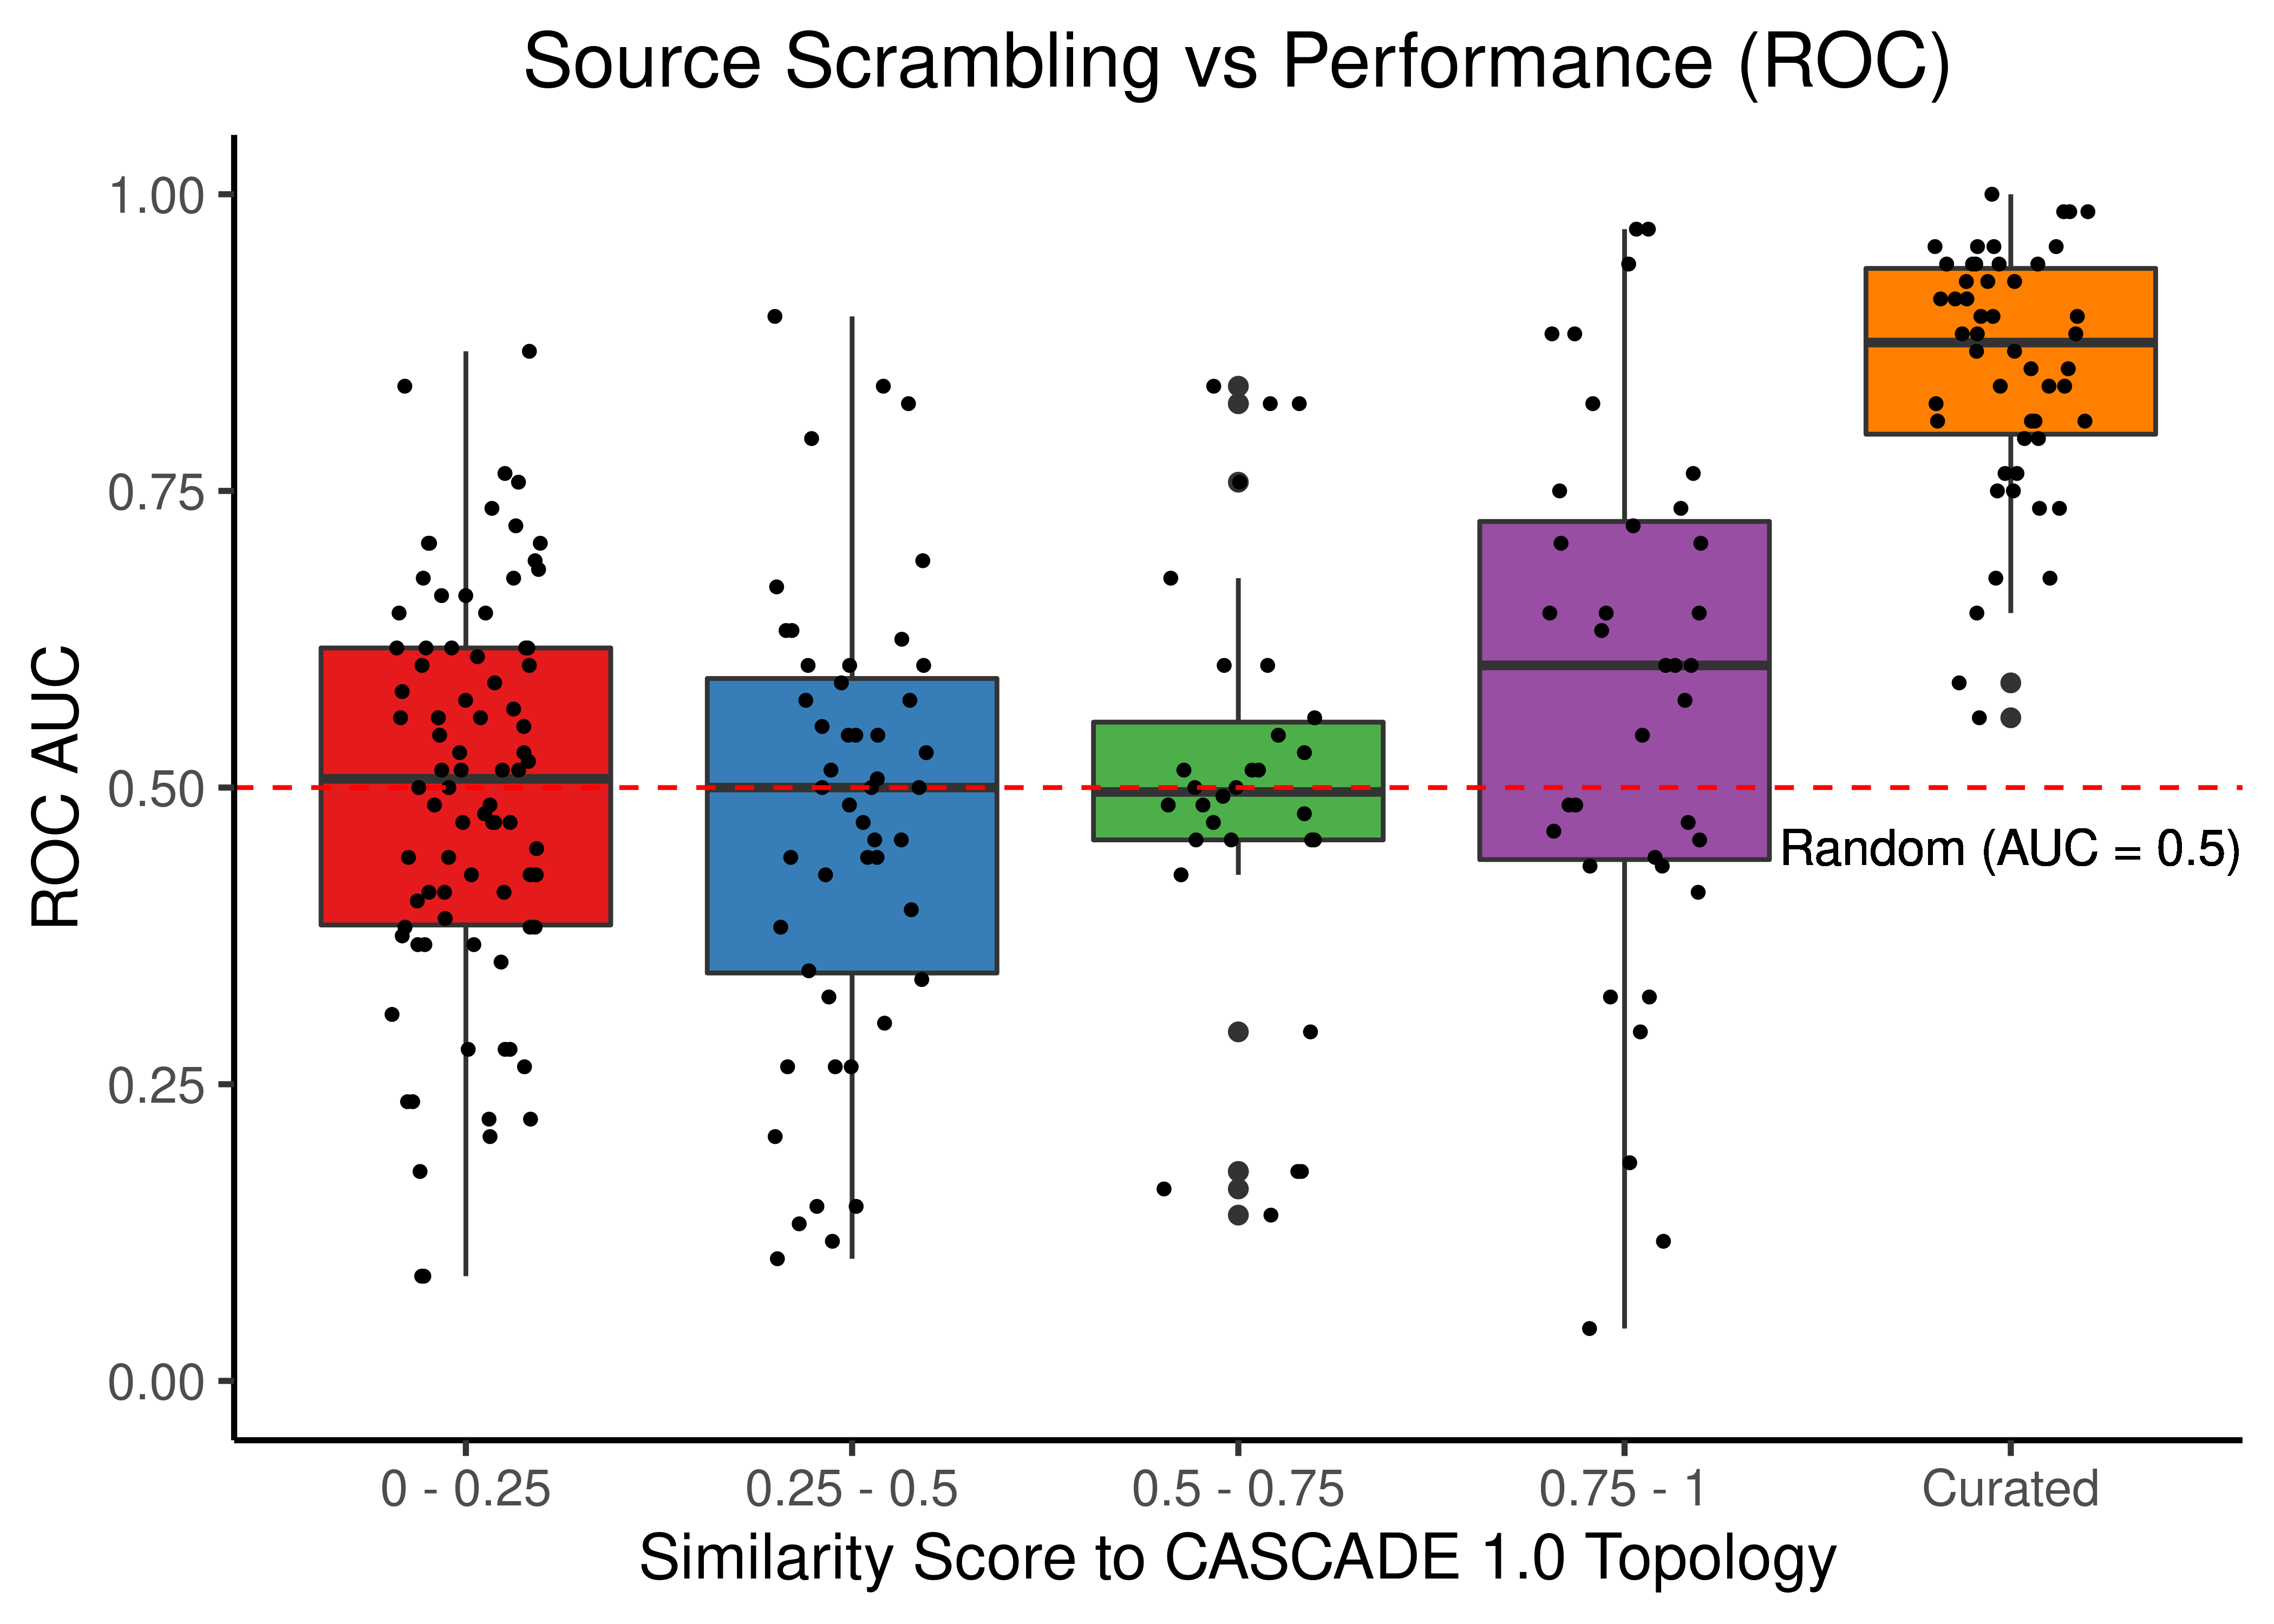 Source Scrambling vs Performance (ROC)
ROC AUC
1.00
0.75
0.50
0.25
0.00
Random (AUC = 0.5)
0 - 0.25
0.25 - 0.5
0.5 - 0.75
0.75 - 1
Curated
Similarity Score to CASCADE 1.0 Topology